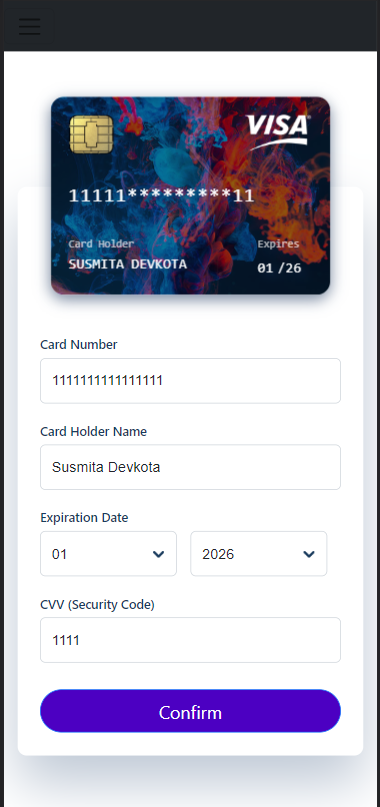 VISA
11111*********11
Card Holder
Expires
SUSMITA DEVKOTA
01 /26
Card Number
1111111111111111
Card Holder Name
Susmita Devkota
Expiration Date
01
2026
CVV (Security Code)
1111
Confirm